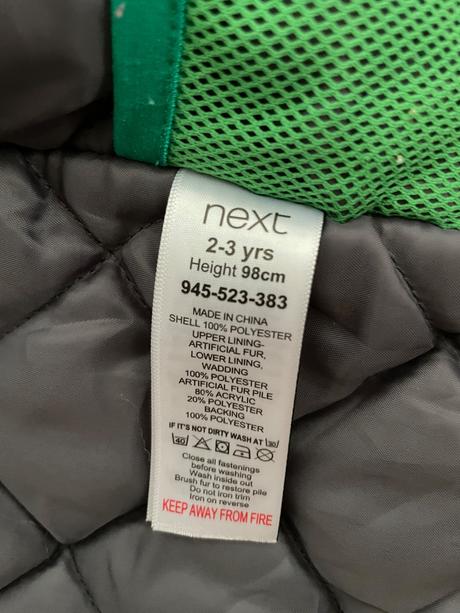 next
2-3 yrs
Height 98cm
945-523-383
MADE IN CHINA
SHELL 100% POLYESTER
UPPER LINING-
ARTIFICIAL FUR,
LOWER LINING,
WADDING
100% POLYESTER
ARTIFICIAL FUR PILE
80% ACRYLIC
20% POLYESTER
BACKING
100% POLYESTER
IF IT'S NOT DIRTY WASH AT 30
40
Close all fastenings
before washing
Wash inside out
Brush fur to restore pile
Do not iron trim
Iron on reverse
KEEP AWAY FROM FIRE